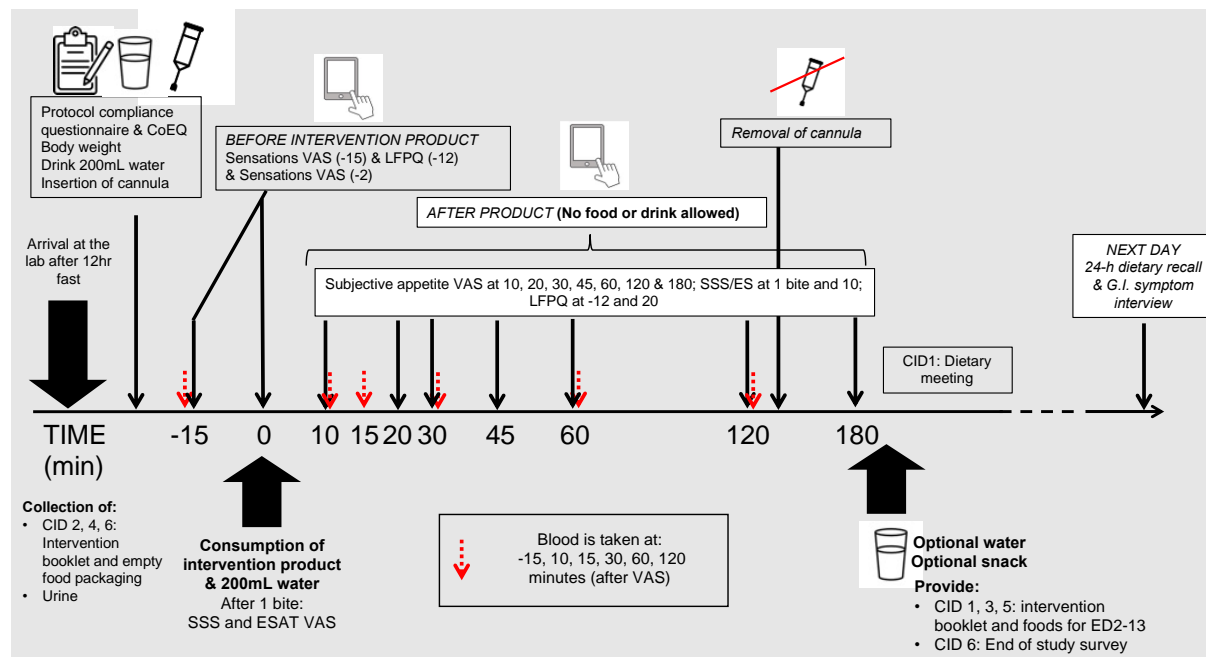 Protocol compliance
questionnaire & CoEQ
Body weight
Drink 200mL water
Insertion of cannula
BEFORE INTERVENTION PRODUCT
Sensations VAS (-15) & LFPQ (-12)
& Sensations VAS (-2)
Removal of cannula
AFTER PRODUCT (No food or drink allowed)
Arrival at the
lab after 12hr
fast
Subjective appetite VAS at 10, 20, 30, 45, 60, 120 & 180; SSS/ES at 1 bite and 10;
LFPQ at -12 and 20
NEXT DAY
24-h dietary recall
& G.I. symptom
interview
CID1: Dietary
meeting
TIME
(min)
-15 0 10 15 20 30 45 60 120 180
Collection of:
• CID 2, 4, 6:
Intervention
booklet and empty
food packaging
• Urine
Consumption of
intervention product
& 200mL water
After 1 bite:
SSS and ESAT VAS
Blood is taken at:
-15, 10, 15, 30, 60, 120
minutes (after VAS)
Optional water
Optional snack
Provide:
• CID 1, 3, 5: intervention
booklet and foods for ED2-13
• CID 6: End of study survey